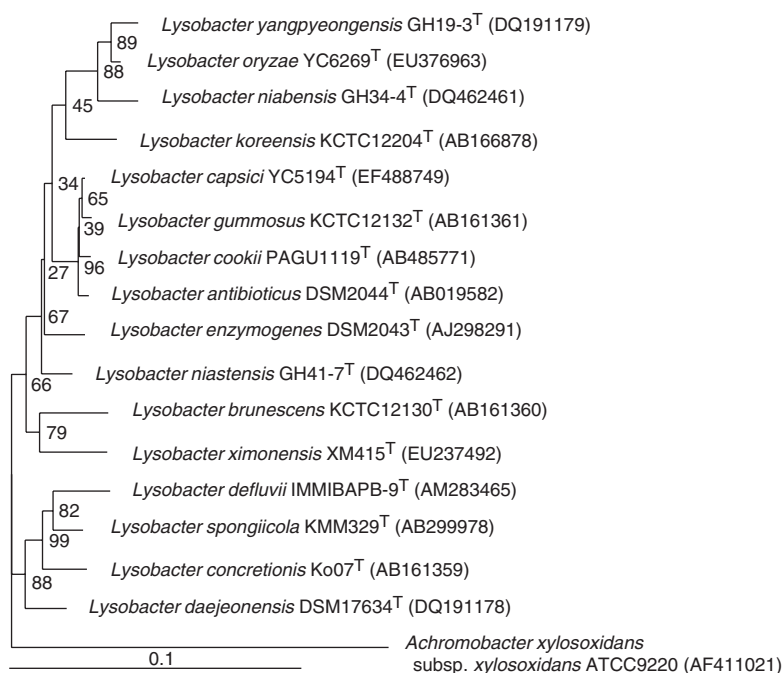 Lysobacter yangpyeongensis GH19-3T (DQ191179)
89
Lysobacter oryzae YC6269T (EU376963)
88
Lysobacter niabensis GH34-4T (DQ462461)
45
Lysobacter koreensis KCTC12204T (AB166878)
34
Lysobacter capsici YC5194T (EF488749)
65
Lysobacter gummosus KCTC12132T (AB161361)
39
Lysobacter cookii PAGU1119T (AB485771)
27
96
Lysobacter antibioticus DSM2044T (AB019582)
67
Lysobacter enzymogenes DSM2043T (AJ298291)
66
Lysobacter niastensis GH41-7T (DQ462462)
Lysobacter brunescens KCTC12130T (AB161360)
79
Lysobacter ximonensis XM415T (EU237492)
Lysobacter defluvii IMMIBAPB-9T (AM283465)
82
Lysobacter spongiicola KMM329T (AB299978)
99
Lysobacter concretionis Ko07T (AB161359)
88
Lysobacter daejeonensis DSM17634T (DQ191178)
Achromobacter xylosoxidans
0.1
subsp. xylosoxidans ATCC9220 (AF411021)